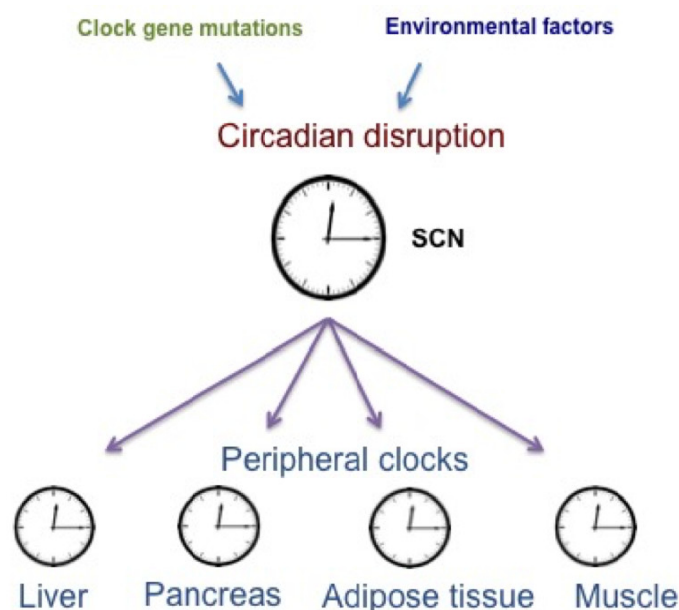 Clock gene mutations
Environmental factors
Circadian disruption
SCN
Peripheral clocks
Liver
Pancreas
Adipose tissue
Muscle